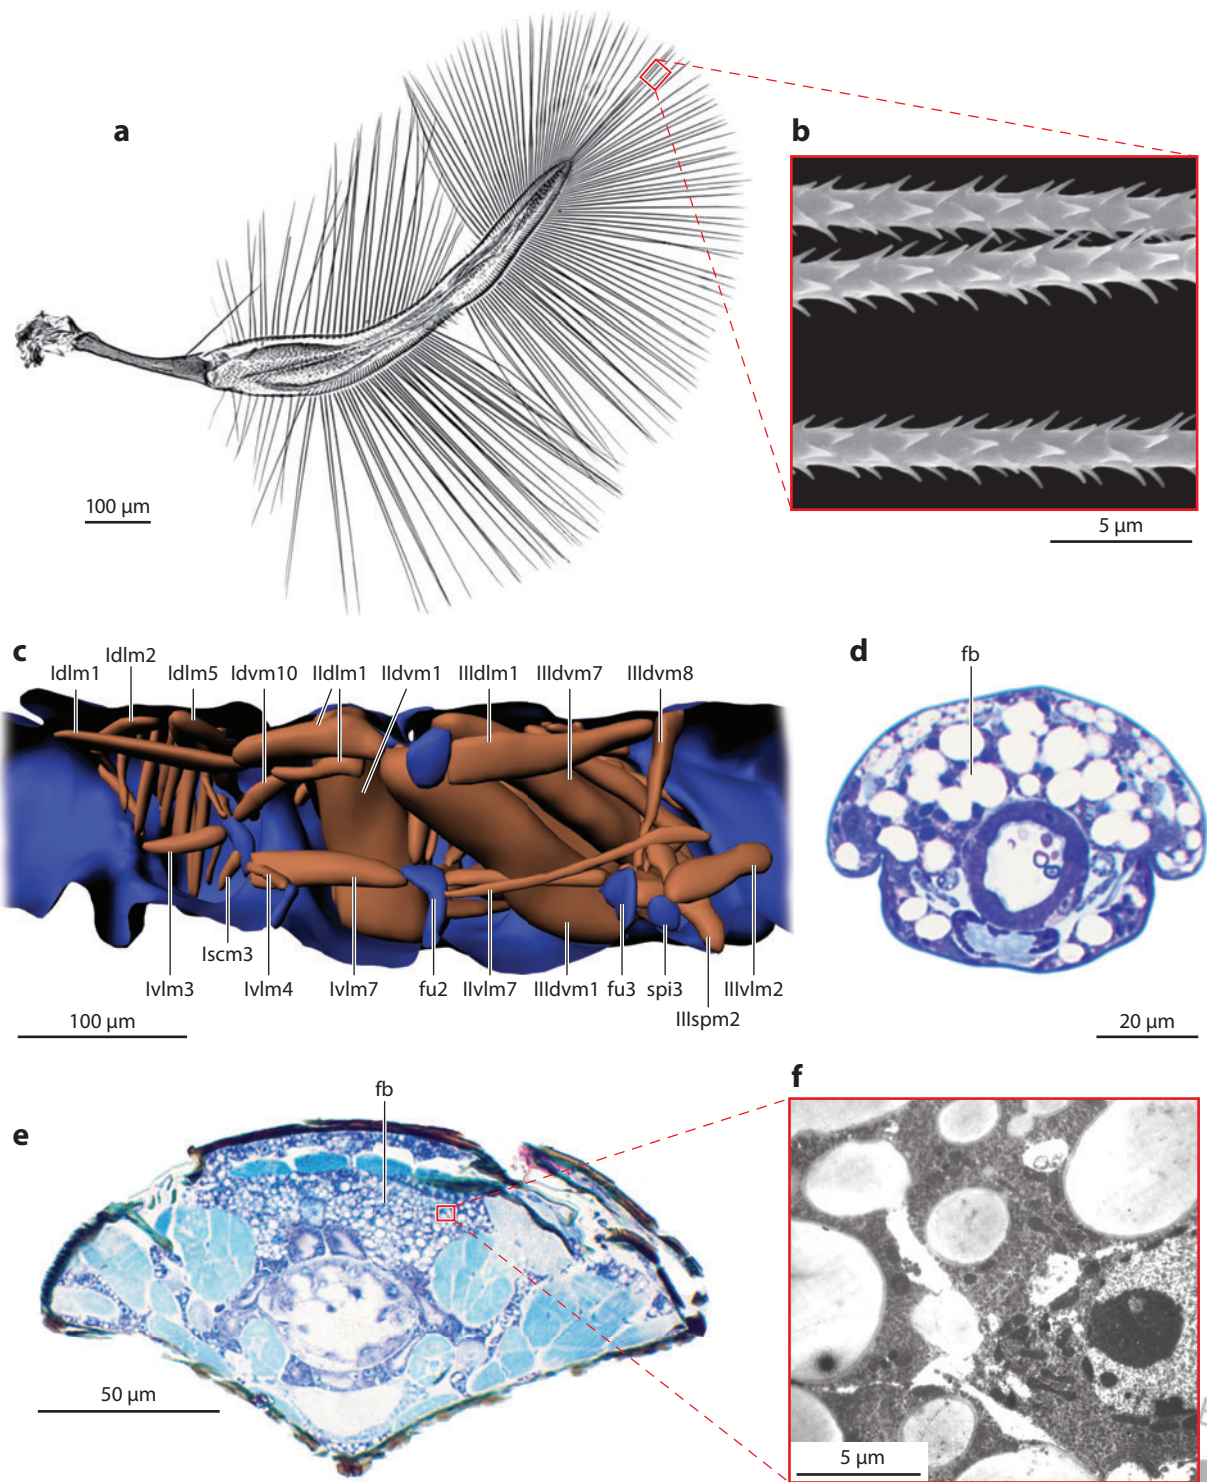 a
b
100 µm
5 µm
c
d
Idlm1
Idlm2
Idlm5
Idvm10
IIdlm1
IIdvm1
IIIdlm1
IIIdvm7
IIIdvm8
fb
Ivlm3
Iscm3
Ivlm4
Ivlm7
fu2
IIvlm7
IIIdvm1
fu3
spi3
IIIspm2
IIIvlm2
100 µm
20 µm
e
fb
f
50 µm
5 µm